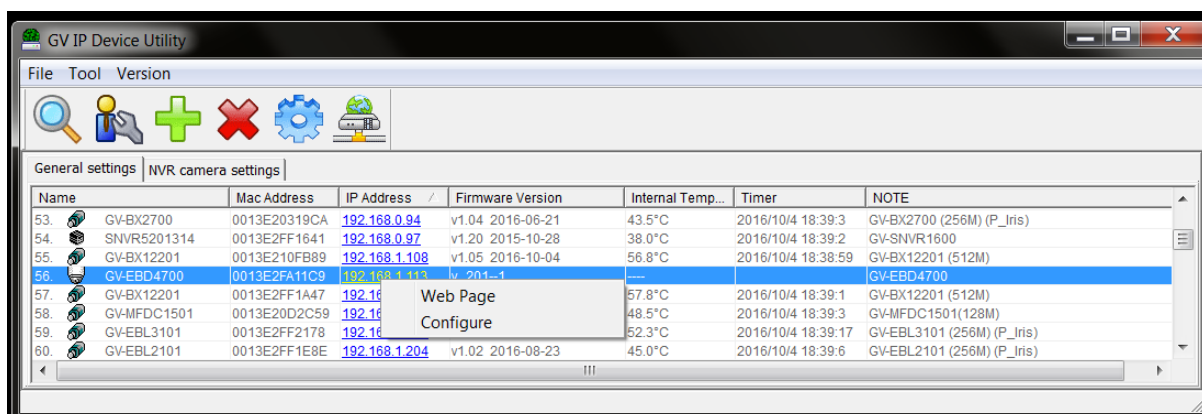 GV IP Device Utility
File Tool Version
General settings NVR camera settings
Name Mac Address IP Address Firmware Version Internal Temp... Timer NOTE
53. GV-BX2700 0013E20319CA 192.168.0.94 v1.04 2016-06-21 43.5°C 2016/10/4 18:39:3 GV-BX2700 (256M) (P_Iris)
54. SNVR5201314 0013E2FF1641 192.168.0.97 v1.20 2015-10-28 38.0°C 2016/10/4 18:39:2 GV-SNVR1600
55. GV-BX12201 0013E210FB89 192.168.1.108 v1.05 2016-10-04 56.8°C 2016/10/4 18:38:59 GV-BX12201 (512M)
56. GV-EBD4700 0013E2FA11C9 192.168.1.113 v_201--1 ---- GV-EBD4700
57. GV-BX12201 0013E2FF1A47 192.16 57.8°C 2016/10/4 18:39:1 GV-BX12201 (512M)
Web Page
58. GV-MFDC1501 0013E20D2C59 192.16 48.5°C 2016/10/4 18:39:3 GV-MFDC1501(128M)
Configure
59. GV-EBL3101 0013E2FF2178 192.16 52.3°C 2016/10/4 18:39:17 GV-EBL3101 (256M) (P_Iris)
60. GV-EBL2101 0013E2FF1E8E 192.168.1.204 v1.02 2016-08-23 45.0°C 2016/10/4 18:39:6 GV-EBL2101 (256M) (P_Iris)